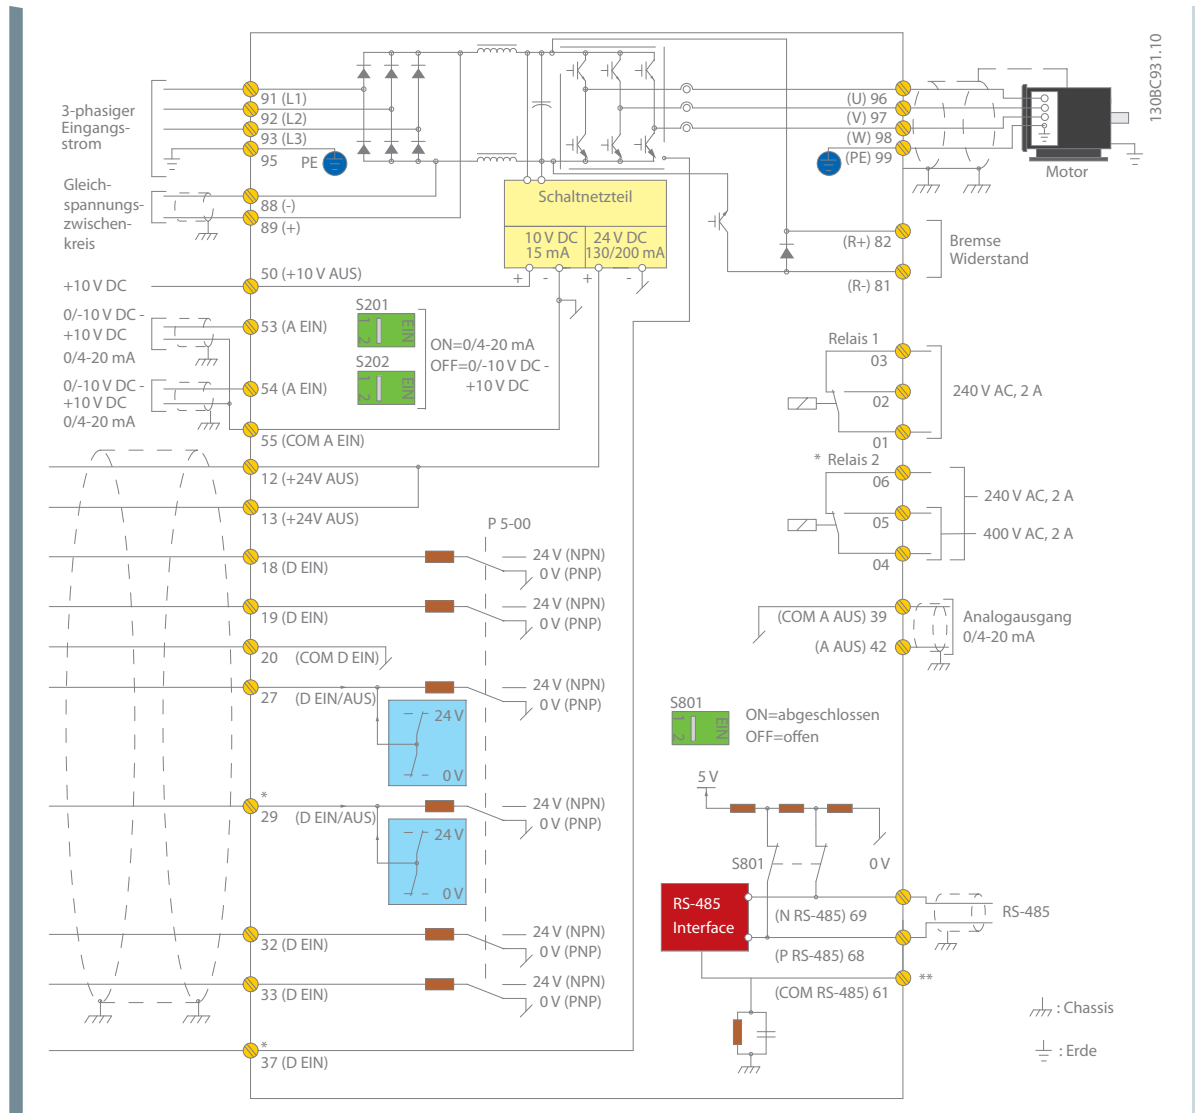 130BC931.10
3-phasiger
Eingangs-
strom
91 (L1)
92 (L2)
93 (L3)
95
PE
(U) 96
(V) 97
(W) 98
(PE) 99
Motor
Gleich-
spannungs-
zwischen-
kreis
88 (-)
89 (+)
Schaltnetzteil
10 V DC
15 mA
24 V DC
130/200 mA
+
-
+
-
(R+) 82
(R-) 81
Bremse
Widerstand
+10 V DC
50 (+10 V AUS)
0/-10 V DC -
+10 V DC
0/4-20 mA
53 (A EIN)
0/-10 V DC -
+10 V DC
0/4-20 mA
54 (A EIN)
55 (COM A EIN)
S201
1
2
EIN
S202
1
2
EIN
ON=0/4-20 mA
OFF=0/-10 V DC -
+10 V DC
Relais 1
03
02
01
240 V AC, 2 A
* Relais 2
06
05
04
240 V AC, 2 A
400 V AC, 2 A
12 (+24V AUS)
13 (+24V AUS)
P 5-00
18 (D EIN)
24 V (NPN)
0 V (PNP)
19 (D EIN)
24 V (NPN)
0 V (PNP)
20 (COM D EIN)
27 (D EIN/AUS)
24 V (NPN)
0 V (PNP)
24 V
0 V
*
29 (D EIN/AUS)
24 V (NPN)
0 V (PNP)
24 V
0 V
32 (D EIN)
24 V (NPN)
0 V (PNP)
33 (D EIN)
24 V (NPN)
0 V (PNP)
*
37 (D EIN)
(COM A AUS) 39
(A AUS) 42
Analogausgang
0/4-20 mA
S801
1
2
EIN
ON=abgeschlossen
OFF=offen
5 V
S801
0 V
RS-485
Interface
(N RS-485) 69
(P RS-485) 68
(COM RS-485) 61
RS-485
**
: Chassis
: Erde